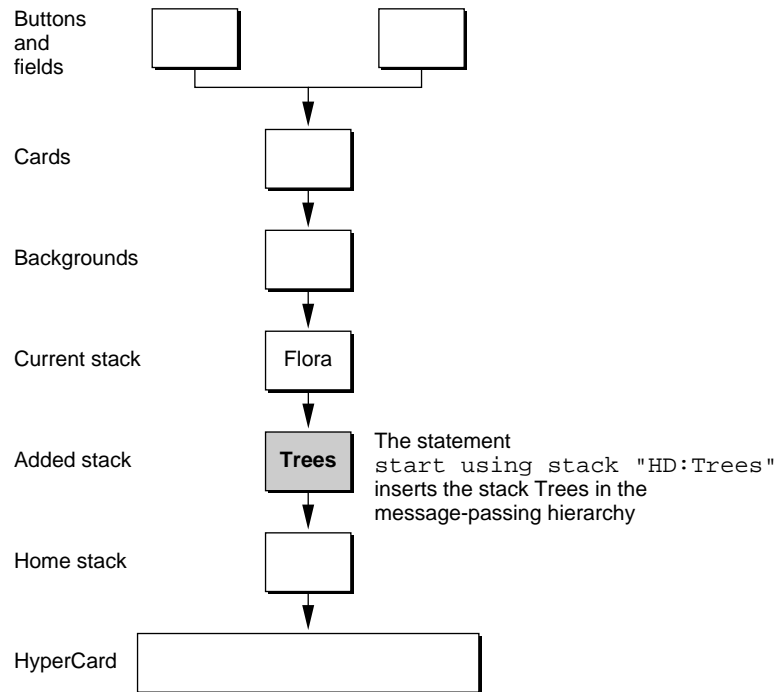 Buttons
and
fields
Cards
Backgrounds
Current stack
Flora
Added stack
Trees
The statement
start using stack "HD:Trees"
inserts the stack Trees in the
message-passing hierarchy
Home stack
HyperCard